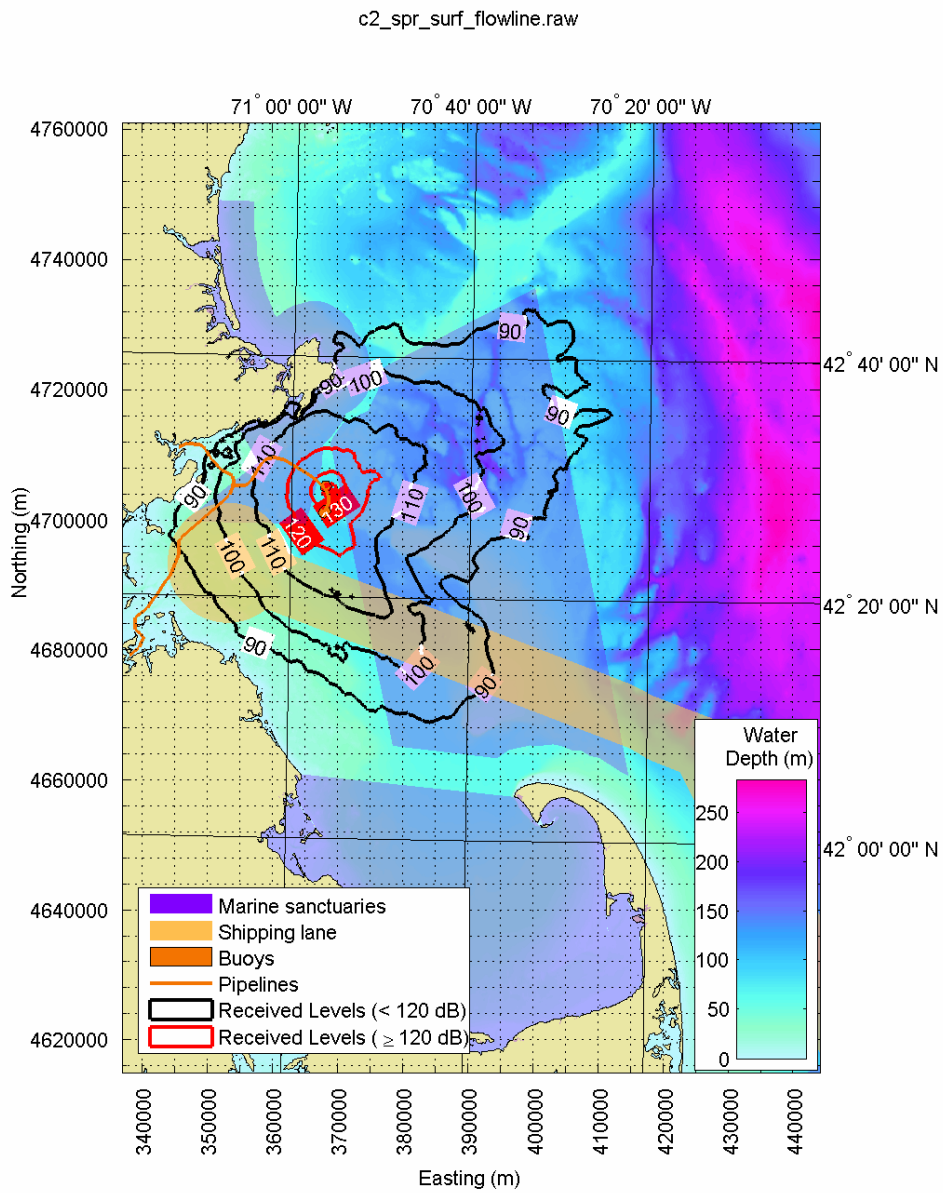 c2_spr_surf_flowline.raw
71° 00' 00" W 70° 40' 00" W 70° 20' 00" W
4760000
4740000
4720000
4700000
4680000
4660000
4640000
4620000
Northing (m)
42° 40' 00" N
42° 20' 00" N
42° 00' 00" N
90
90
100
90
110
90
100
110
130
90
120
100
110
90
100
90
Water
Depth (m)
250
200
150
100
50
0
Marine sanctuaries
Shipping lane
Buoys
Pipelines
Received Levels (< 120 dB)
Received Levels ( ≥ 120 dB)
340000
350000
360000
370000
380000
390000
400000
410000
420000
430000
440000
Easting (m)